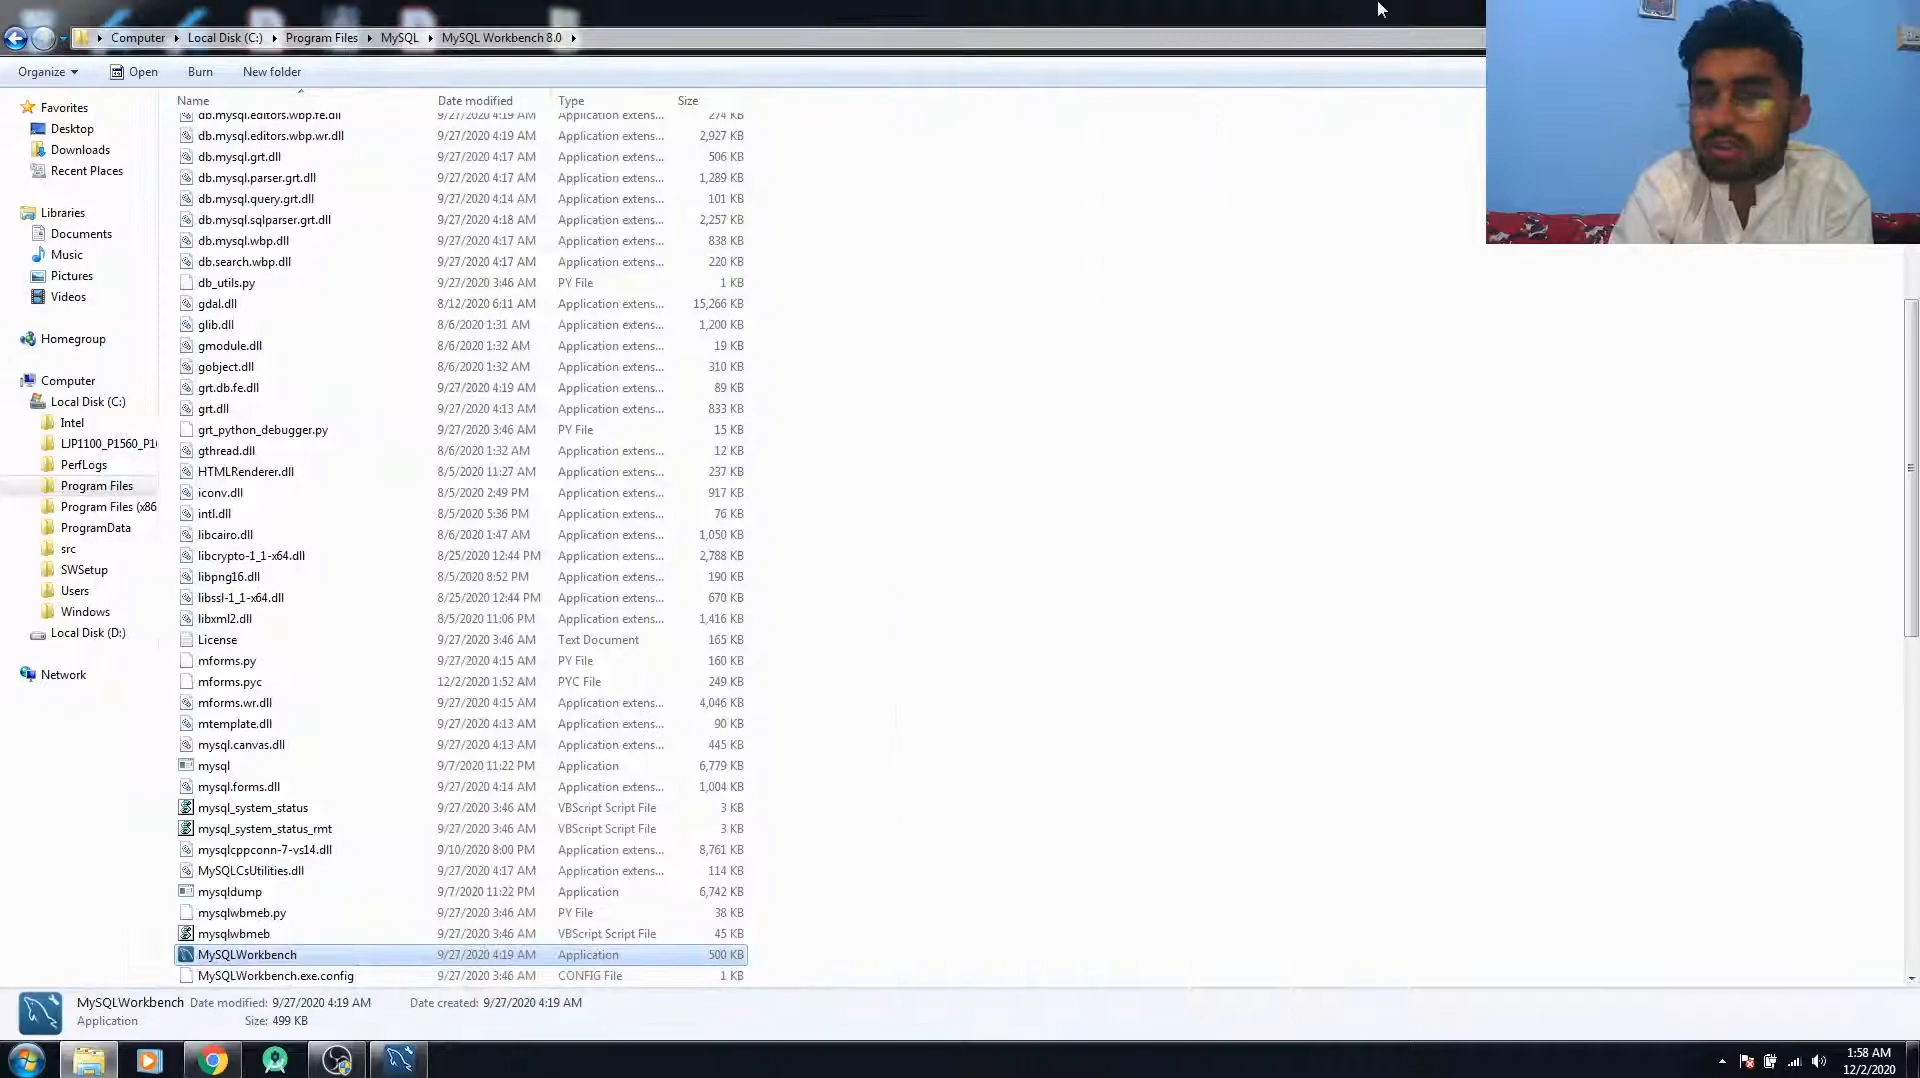 Computer Local Disk (C:) Program Files MySQL MySQL Workbench 8.0
Organize Open Burn New folder
Name Date modified Type Size
Favorites
Desktop
Downloads
Recent Places
Libraries
Documents
Music
Pictures
Videos
Homegroup
Computer
Local Disk (C:)
Intel
LJP1100_P1560_P1
PerfLogs
Program Files
Program Files (x86
ProgramData
src
SWSetup
Users
Windows
Local Disk (D:)
Network
db.mysql.editors.wbp.fe.dll 9/27/2020 4:19 AM Application extens... 274 KB
db.mysql.editors.wbp.wr.dll 9/27/2020 4:19 AM Application extens... 2,927 KB
db.mysql.grt.dll 9/27/2020 4:17 AM Application extens... 506 KB
db.mysql.parser.grt.dll 9/27/2020 4:17 AM Application extens... 1,289 KB
db.mysql.query.grt.dll 9/27/2020 4:14 AM Application extens... 101 KB
db.mysql.sqlparser.grt.dll 9/27/2020 4:18 AM Application extens... 2,257 KB
db.mysql.wbp.dll 9/27/2020 4:17 AM Application extens... 838 KB
db.search.wbp.dll 9/27/2020 4:17 AM Application extens... 220 KB
db_utils.py 9/27/2020 3:46 AM PY File 1 KB
gdal.dll 8/12/2020 6:11 AM Application extens... 15,266 KB
glib.dll 8/6/2020 1:31 AM Application extens... 1,200 KB
gmodule.dll 8/6/2020 1:32 AM Application extens... 19 KB
gobject.dll 8/6/2020 1:32 AM Application extens... 310 KB
grt.db.fe.dll 9/27/2020 4:19 AM Application extens... 89 KB
grt.dll 9/27/2020 4:13 AM Application extens... 833 KB
grt_python_debugger.py 9/27/2020 3:46 AM PY File 15 KB
gthread.dll 8/6/2020 1:32 AM Application extens... 12 KB
HTMLRenderer.dll 8/5/2020 11:27 AM Application extens... 237 KB
iconv.dll 8/5/2020 2:49 PM Application extens... 917 KB
intl.dll 8/5/2020 5:36 PM Application extens... 76 KB
libcairo.dll 8/6/2020 1:47 AM Application extens... 1,050 KB
libcrypto-1_1-x64.dll 8/25/2020 12:44 PM Application extens... 2,788 KB
libpng16.dll 8/5/2020 8:52 PM Application extens... 190 KB
libssl-1_1-x64.dll 8/25/2020 12:44 PM Application extens... 670 KB
libxml2.dll 8/5/2020 11:06 PM Application extens... 1,416 KB
License 9/27/2020 3:46 AM Text Document 165 KB
mforms.py 9/27/2020 4:15 AM PY File 160 KB
mforms.pyc 12/2/2020 1:52 AM PYC File 249 KB
mforms.wr.dll 9/27/2020 4:15 AM Application extens... 4,046 KB
mtemplate.dll 9/27/2020 4:13 AM Application extens... 90 KB
mysql.canvas.dll 9/27/2020 4:13 AM Application extens... 445 KB
mysql 9/7/2020 11:22 PM Application 6,779 KB
mysql.forms.dll 9/27/2020 4:14 AM Application extens... 1,004 KB
mysql_system_status 9/27/2020 3:46 AM VBScript Script File 3 KB
mysql_system_status_rmt 9/27/2020 3:46 AM VBScript Script File 3 KB
mysqlcppconn-7-vs14.dll 9/10/2020 8:00 PM Application extens... 8,761 KB
MySQLCsUtilities.dll 9/27/2020 4:17 AM Application extens... 114 KB
mysqldump 9/7/2020 11:22 PM Application 6,742 KB
mysqlwbmeb.py 9/27/2020 3:46 AM PY File 38 KB
mysqlwbmeb 9/27/2020 3:46 AM VBScript Script File 45 KB
MySQLWorkbench 9/27/2020 4:19 AM Application 500 KB
MySQLWorkbench.exe.config 9/27/2020 3:46 AM CONFIG File 1 KB
MySQLWorkbench Date modified: 9/27/2020 4:19 AM Date created: 9/27/2020 4:19 AM
Application Size: 499 KB
1:58 AM
12/2/2020